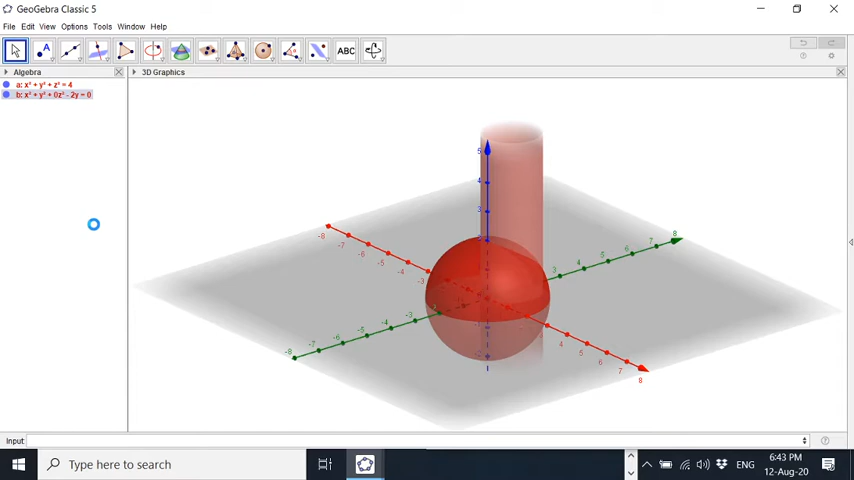 GeoGebra Classic 5
File Edit View Options Tools Window Help
ABC
Algebra
3D Graphics
a: x² + y² + z² = 4
b: x² + y² + 0z² - 2y = 0
5
4
3
2
-8
-7
-6
-5
-4
-3
8
7
6
5
4
3
-3
-4
-5
-6
-7
-8
-1
-2
4
5
6
7
8
Input:
Type here to search
ENG
6:43 PM
12-Aug-20